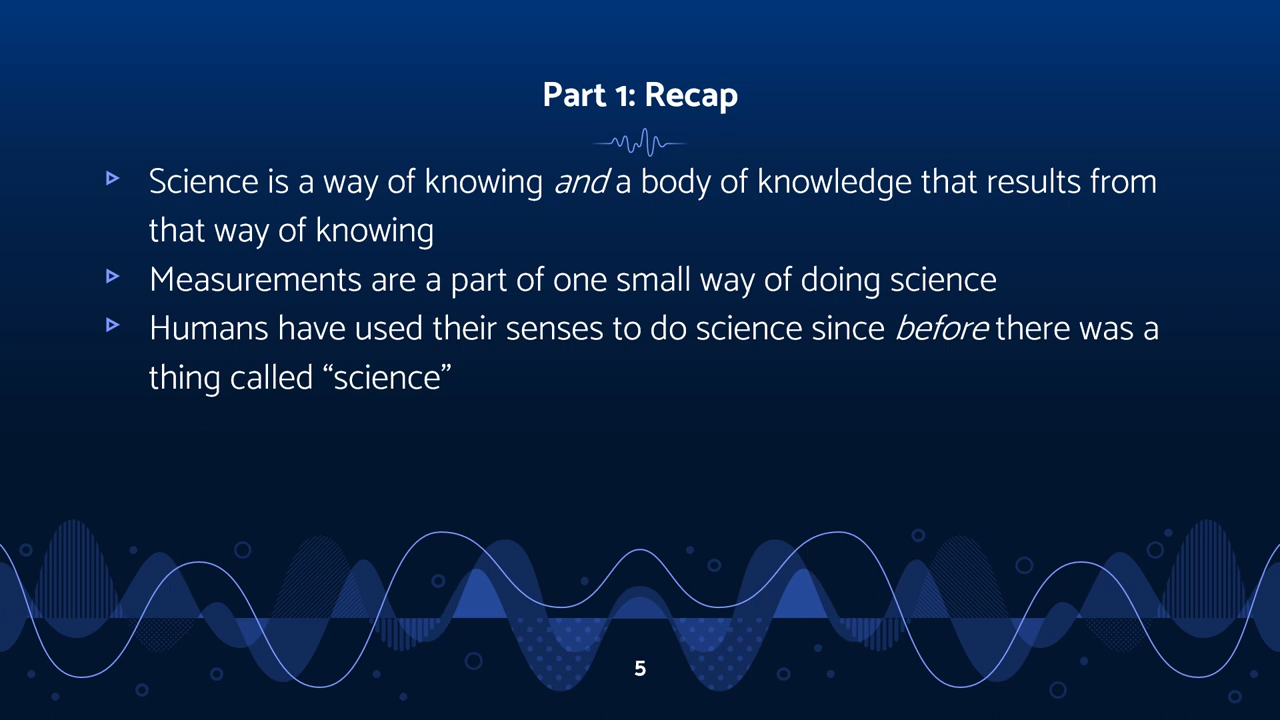 Part 1: Recap
Science is a way of knowing and a body of knowledge that results from
that way of knowing
Measurements are a part of one small way of doing science
Humans have used their senses to do science since before there was a
thing called “science”
5